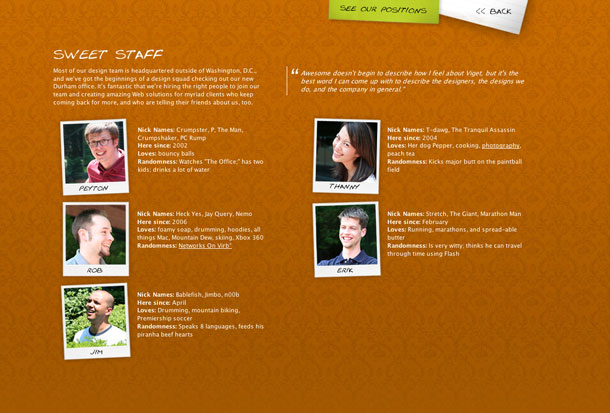 SEE OUR POSITIONS
<< BACK
SWEET STAFF
Most of our design team is headquartered outside of Washington, D.C.,
and we've got the beginnings of a design squad checking out our new
Durham office. It's fantastic that we're hiring the right people to join our
team and creating amazing Web solutions for myriad clients who keep
coming back for more, and who are telling their friends about us, too.
“ Awesome doesn't begin to describe how I feel about Viget, but it's the
best word I can come up with to describe the designers, the designs we
do, and the company in general."
PEYTON
Nick Names: Crumpster, P, The Man,
Crumpshaker, PC Rump
Here since: 2002
Loves: bouncy balls
Randomness: Watches "The Office;" has two
kids; drinks a lot of water
THANNY
Nick Names: T-dawg, The Tranquil Assassin
Here since: 2004
Loves: Her dog Pepper, cooking, photography,
peach tea
Randomness: Kicks major butt on the paintball
field
ROB
Nick Names: Heck Yes, Jay Query, Nemo
Here since: 2006
Loves: foamy soap, drumming, hoodies, all
things Mac, Mountain Dew, skiing, Xbox 360
Randomness: Networks On Virb°
ERIK
Nick Names: Stretch, The Giant, Marathon Man
Here since: February
Loves: Running, marathons, and spread-able
butter
Randomness: Is very witty; thinks he can travel
through time using Flash
JIM
Nick Names: Bablefish, Jimbo, n00b
Here since: April
Loves: Drumming, mountain biking,
Premiership soccer
Randomness: Speaks 8 languages, feeds his
piranha beef hearts